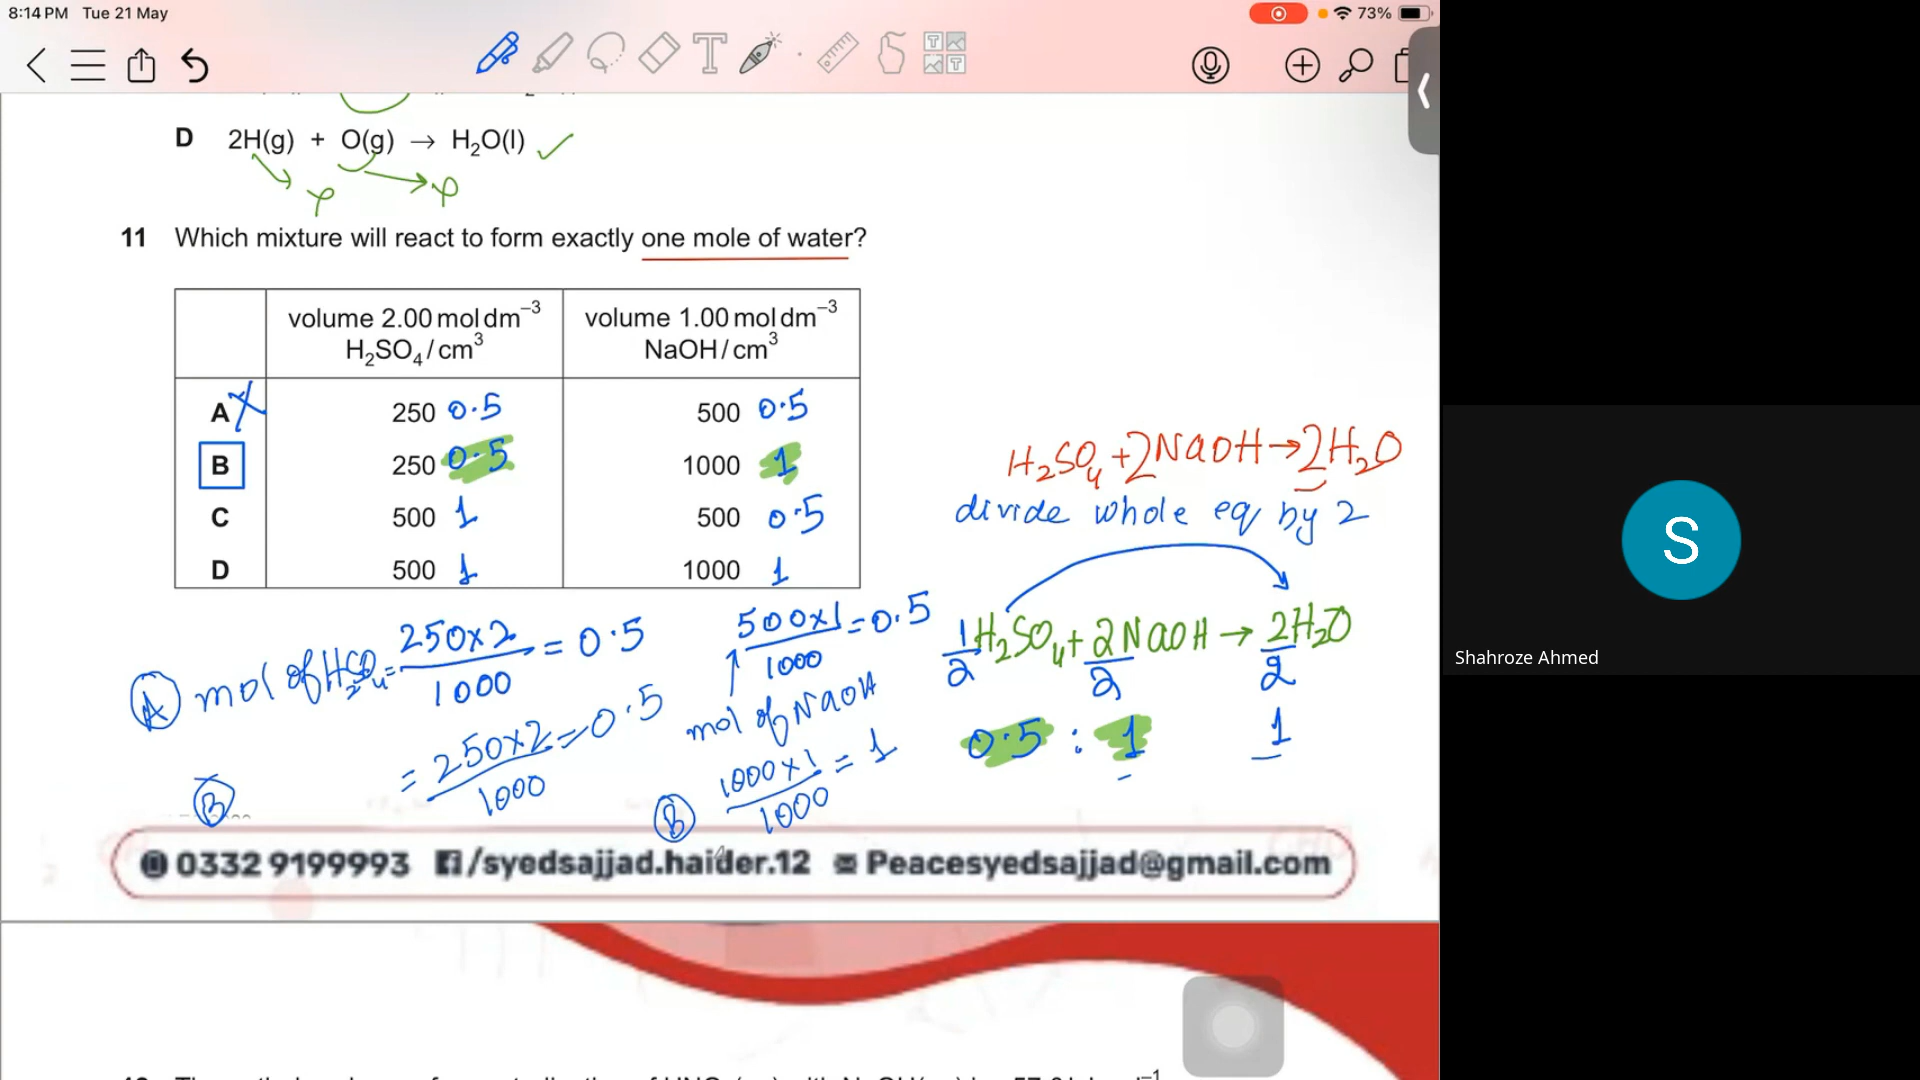 8:14 PM Tue 21 May
73%
D 2H(g) + O(g) → H₂O(l) ✓
11 Which mixture will react to form exactly one mole of water?
volume 2.00 mol dm⁻³ H₂SO₄ / cm³
volume 1.00 mol dm⁻³ NaOH / cm³
A 250 0.5 500 0.5
B 250 0.5 1000 1
C 500 1 500 0.5
D 500 1 1000 1
H₂SO₄ + 2NaOH → 2H₂O
divide whole eq by 2
1/2 H₂SO₄ + 2/2 NaOH → 2/2 H₂O
0.5 : 1 1
A mol of H₂SO₄ = 250×2/1000 = 0.5
500×1/1000 = 0.5
mol of NaOH
B = 250×2/1000 = 0.5
B 1000×1/1000 = 1
0332 9199993 /syedsajjad.haider.12 Peacesyedsajjad@gmail.com
S
Shahroze Ahmed